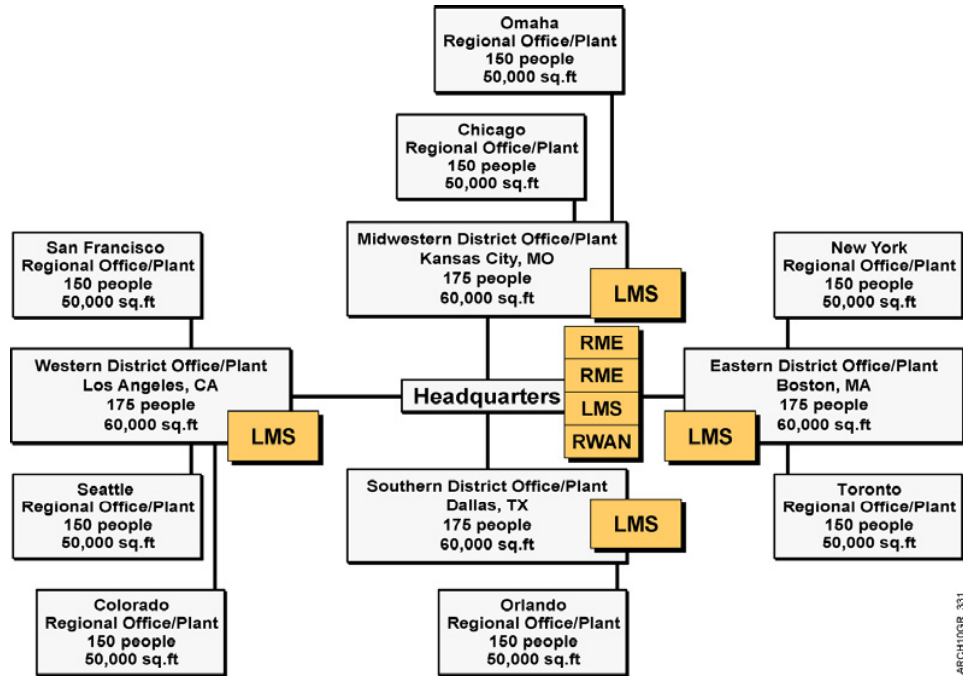 Omaha
Regional Office/Plant
150 people
50,000 sq.ft
Chicago
Regional Office/Plant
150 people
50,000 sq.ft
San Francisco
Regional Office/Plant
150 people
50,000 sq.ft
Midwestern District Office/Plant
Kansas City, MO
175 people
60,000 sq.ft
LMS
New York
Regional Office/Plant
150 people
50,000 sq.ft
Western District Office/Plant
Los Angeles, CA
175 people
60,000 sq.ft
LMS
Headquarters
RME
RME
LMS
RWAN
Eastern District Office/Plant
Boston, MA
175 people
60,000 sq.ft
LMS
Seattle
Regional Office/Plant
150 people
50,000 sq.ft
Southern District Office/Plant
Dallas, TX
175 people
60,000 sq.ft
LMS
Toronto
Regional Office/Plant
150 people
50,000 sq.ft
Colorado
Regional Office/Plant
150 people
50,000 sq.ft
Orlando
Regional Office/Plant
150 people
50,000 sq.ft
ARCH10GR_331